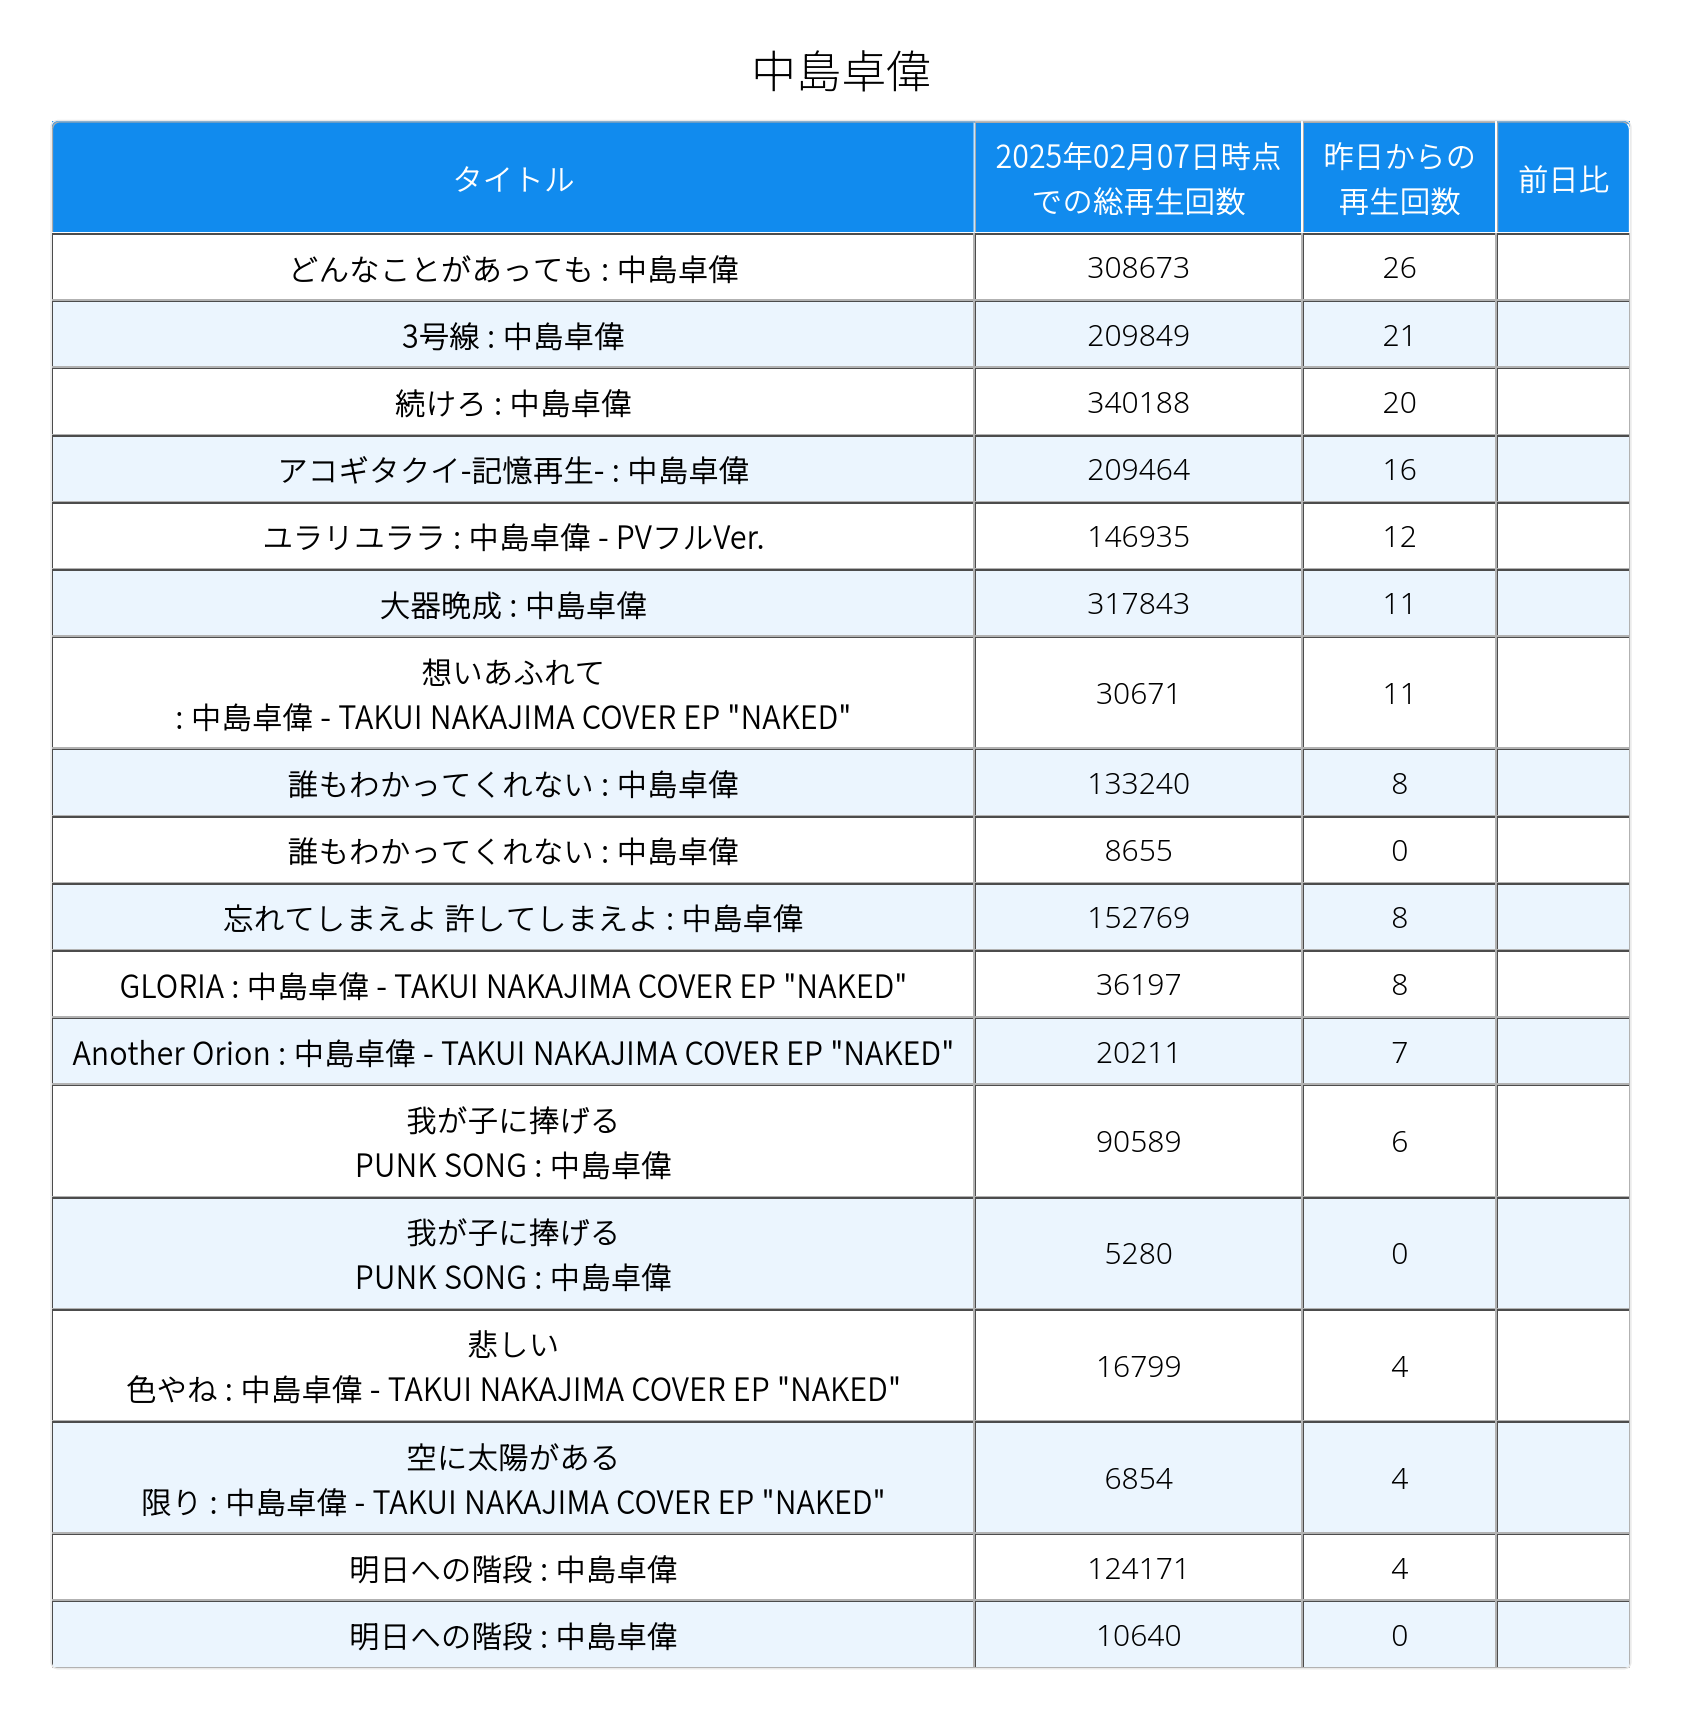 中島卓偉
タイトル
2025年02月07日時点
での総再生回数
昨日からの
再生回数
前日比
どんなことがあっても : 中島卓偉
308673
26
3号線 : 中島卓偉
209849
21
続けろ : 中島卓偉
340188
20
アコギタクイ-記憶再生- : 中島卓偉
209464
16
ユラリユララ : 中島卓偉 - PVフルVer.
146935
12
大器晩成 : 中島卓偉
317843
11
想いあふれて
: 中島卓偉 - TAKUI NAKAJIMA COVER EP "NAKED"
30671
11
誰もわかってくれない : 中島卓偉
133240
8
誰もわかってくれない : 中島卓偉
8655
0
忘れてしまえよ 許してしまえよ : 中島卓偉
152769
8
GLORIA : 中島卓偉 - TAKUI NAKAJIMA COVER EP "NAKED"
36197
8
Another Orion : 中島卓偉 - TAKUI NAKAJIMA COVER EP "NAKED"
20211
7
我が子に捧げる
PUNK SONG : 中島卓偉
90589
6
我が子に捧げる
PUNK SONG : 中島卓偉
5280
0
悲しい
色やね : 中島卓偉 - TAKUI NAKAJIMA COVER EP "NAKED"
16799
4
空に太陽がある
限り : 中島卓偉 - TAKUI NAKAJIMA COVER EP "NAKED"
6854
4
明日への階段 : 中島卓偉
124171
4
明日への階段 : 中島卓偉
10640
0